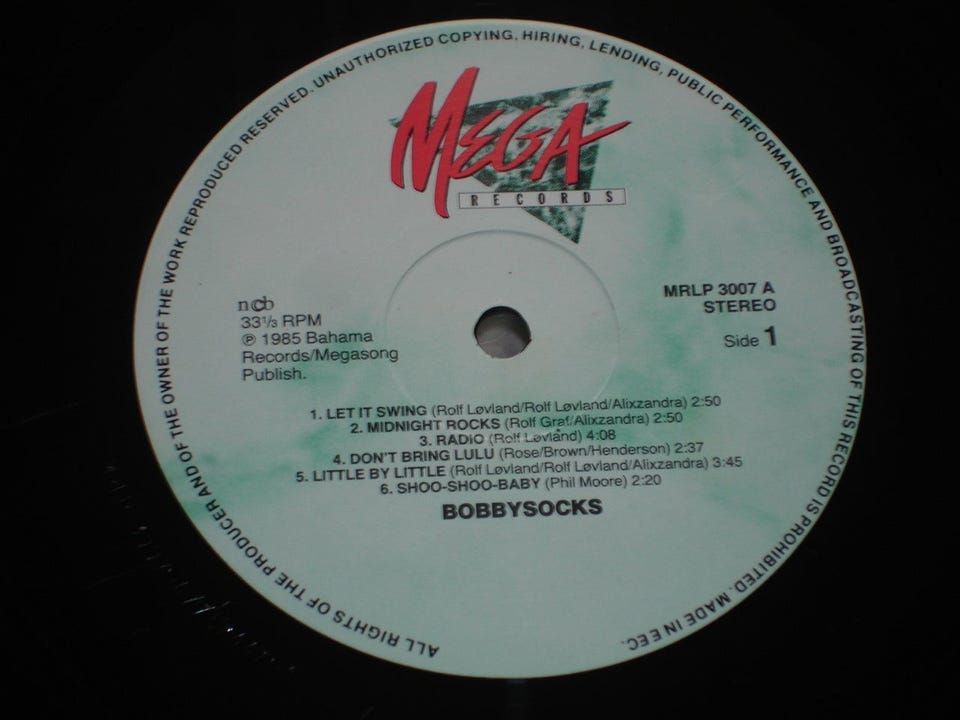 ALL RIGHTS OF THE PRODUCER AND OF THE OWNER OF THE WORK REPRODUCED RESERVED. UNAUTHORIZED COPYING, HIRING, LENDING, PUBLIC PERFORMANCE AND BROADCASTING OF THIS RECORD IS PROHIBITED. MADE IN EEC.
MEGA
RECORDS
ncb
33⅓ RPM
℗ 1985 Bahama
Records/Megasong
Publish.
MRLP 3007 A
STEREO
Side 1
1. LET IT SWING (Rolf Løvland/Rolf Løvland/Alixzandra) 2:50
2. MIDNIGHT ROCKS (Rolf Graf/Alixzandra) 2:50
3. RADIO (Rolf Løvland) 4:08
4. DON'T BRING LULU (Rose/Brown/Henderson) 2:37
5. LITTLE BY LITTLE (Rolf Løvland/Rolf Løvland/Alixzandra) 3:45
6. SHOO-SHOO-BABY (Phil Moore) 2:20
BOBBYSOCKS